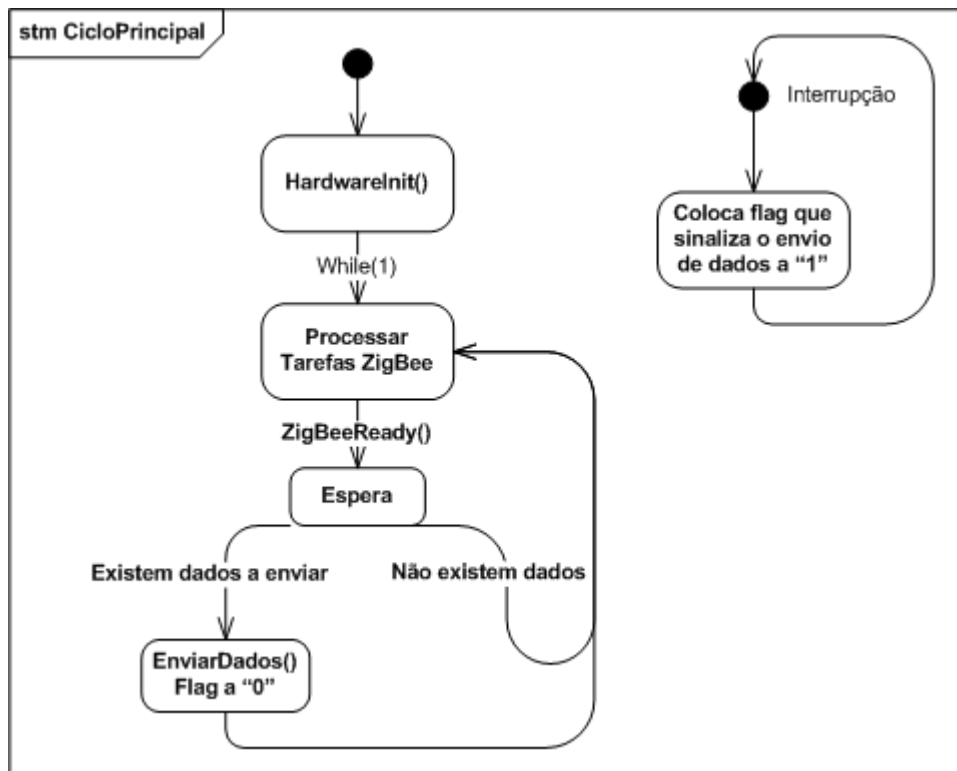 stm CicloPrincipal
HardwareInit()
While(1)
Processar
Tarefas ZigBee
ZigBeeReady()
Espera
Existem dados a enviar
Não existem dados
EnviarDados()
Flag a “0”
Interrupção
Coloca flag que
sinaliza o envio
de dados a “1”